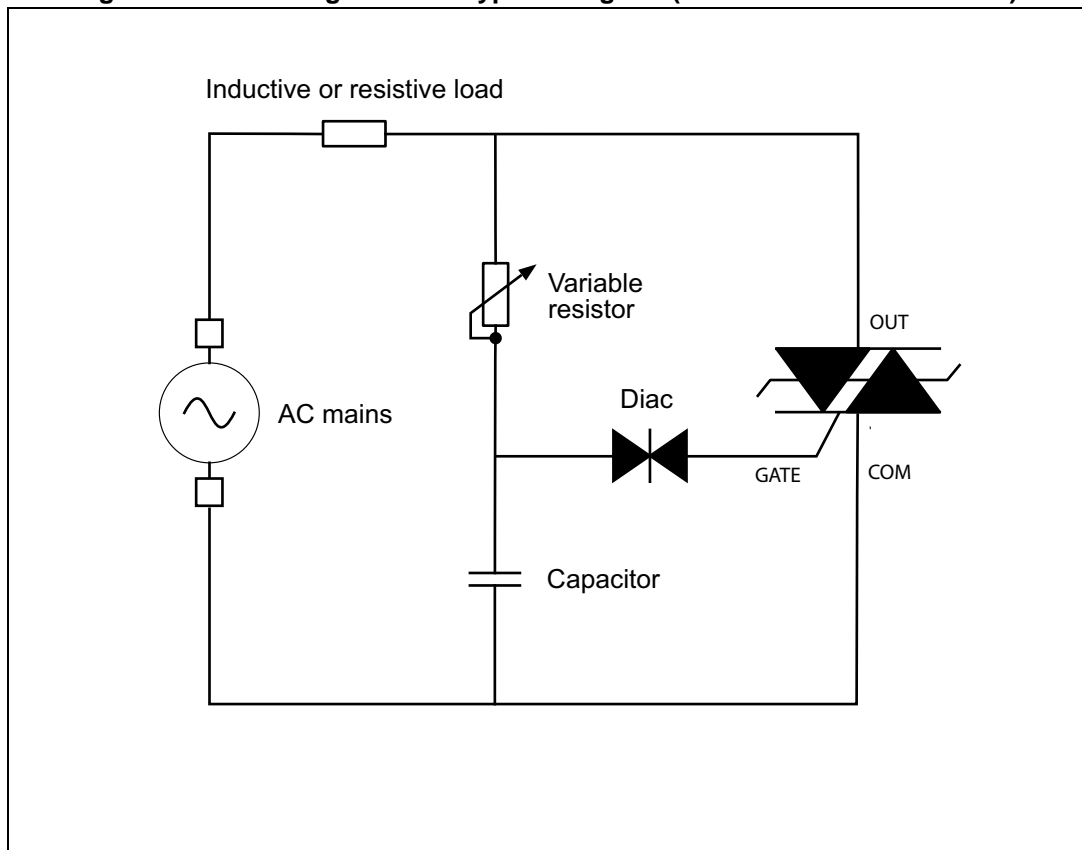 Inductive or resistive load
Variable
resistor
OUT
AC mains
Diac
GATE
COM
Capacitor